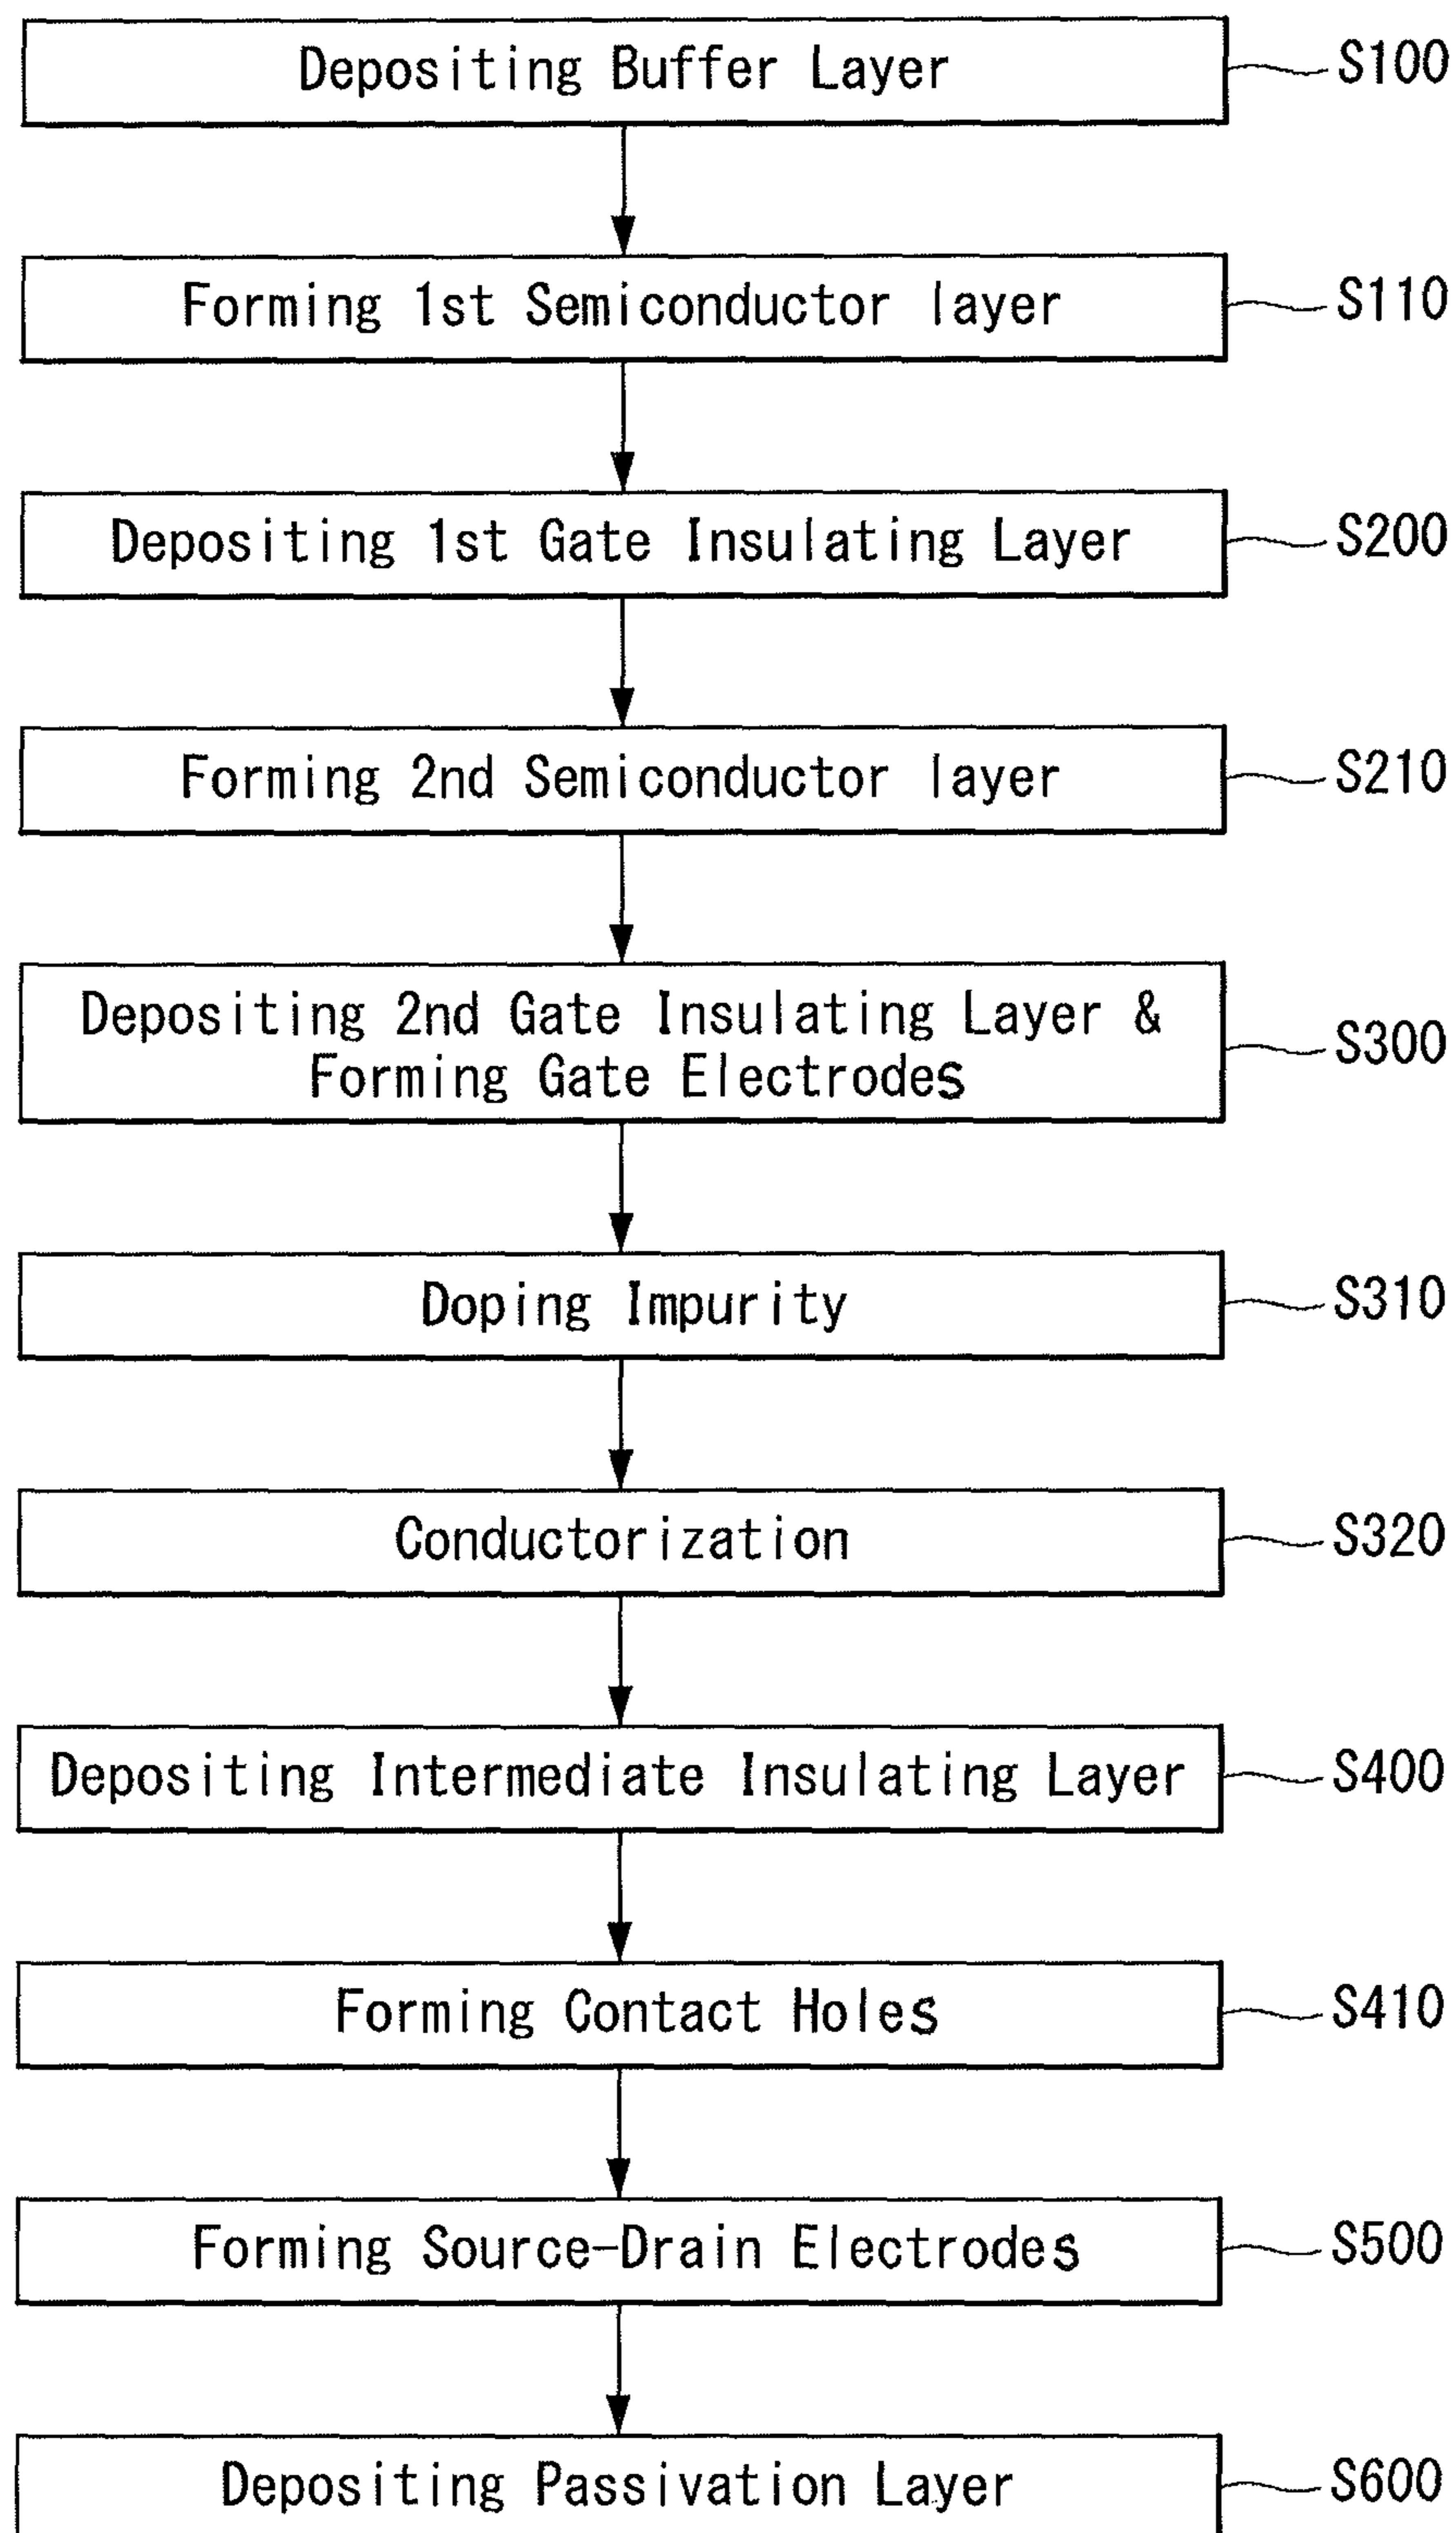 Depositing Buffer Layer
S100
Forming 1st Semiconductor layer
S110
Depositing 1st Gate Insulating Layer
S200
Forming 2nd Semiconductor layer
S210
Depositing 2nd Gate Insulating Layer &
Forming Gate Electrodes
S300
Doping Impurity
S310
Conductorization
S320
Depositing Intermediate Insulating Layer
S400
Forming Contact Holes
S410
Forming Source-Drain Electrodes
S500
Depositing Passivation Layer
S600